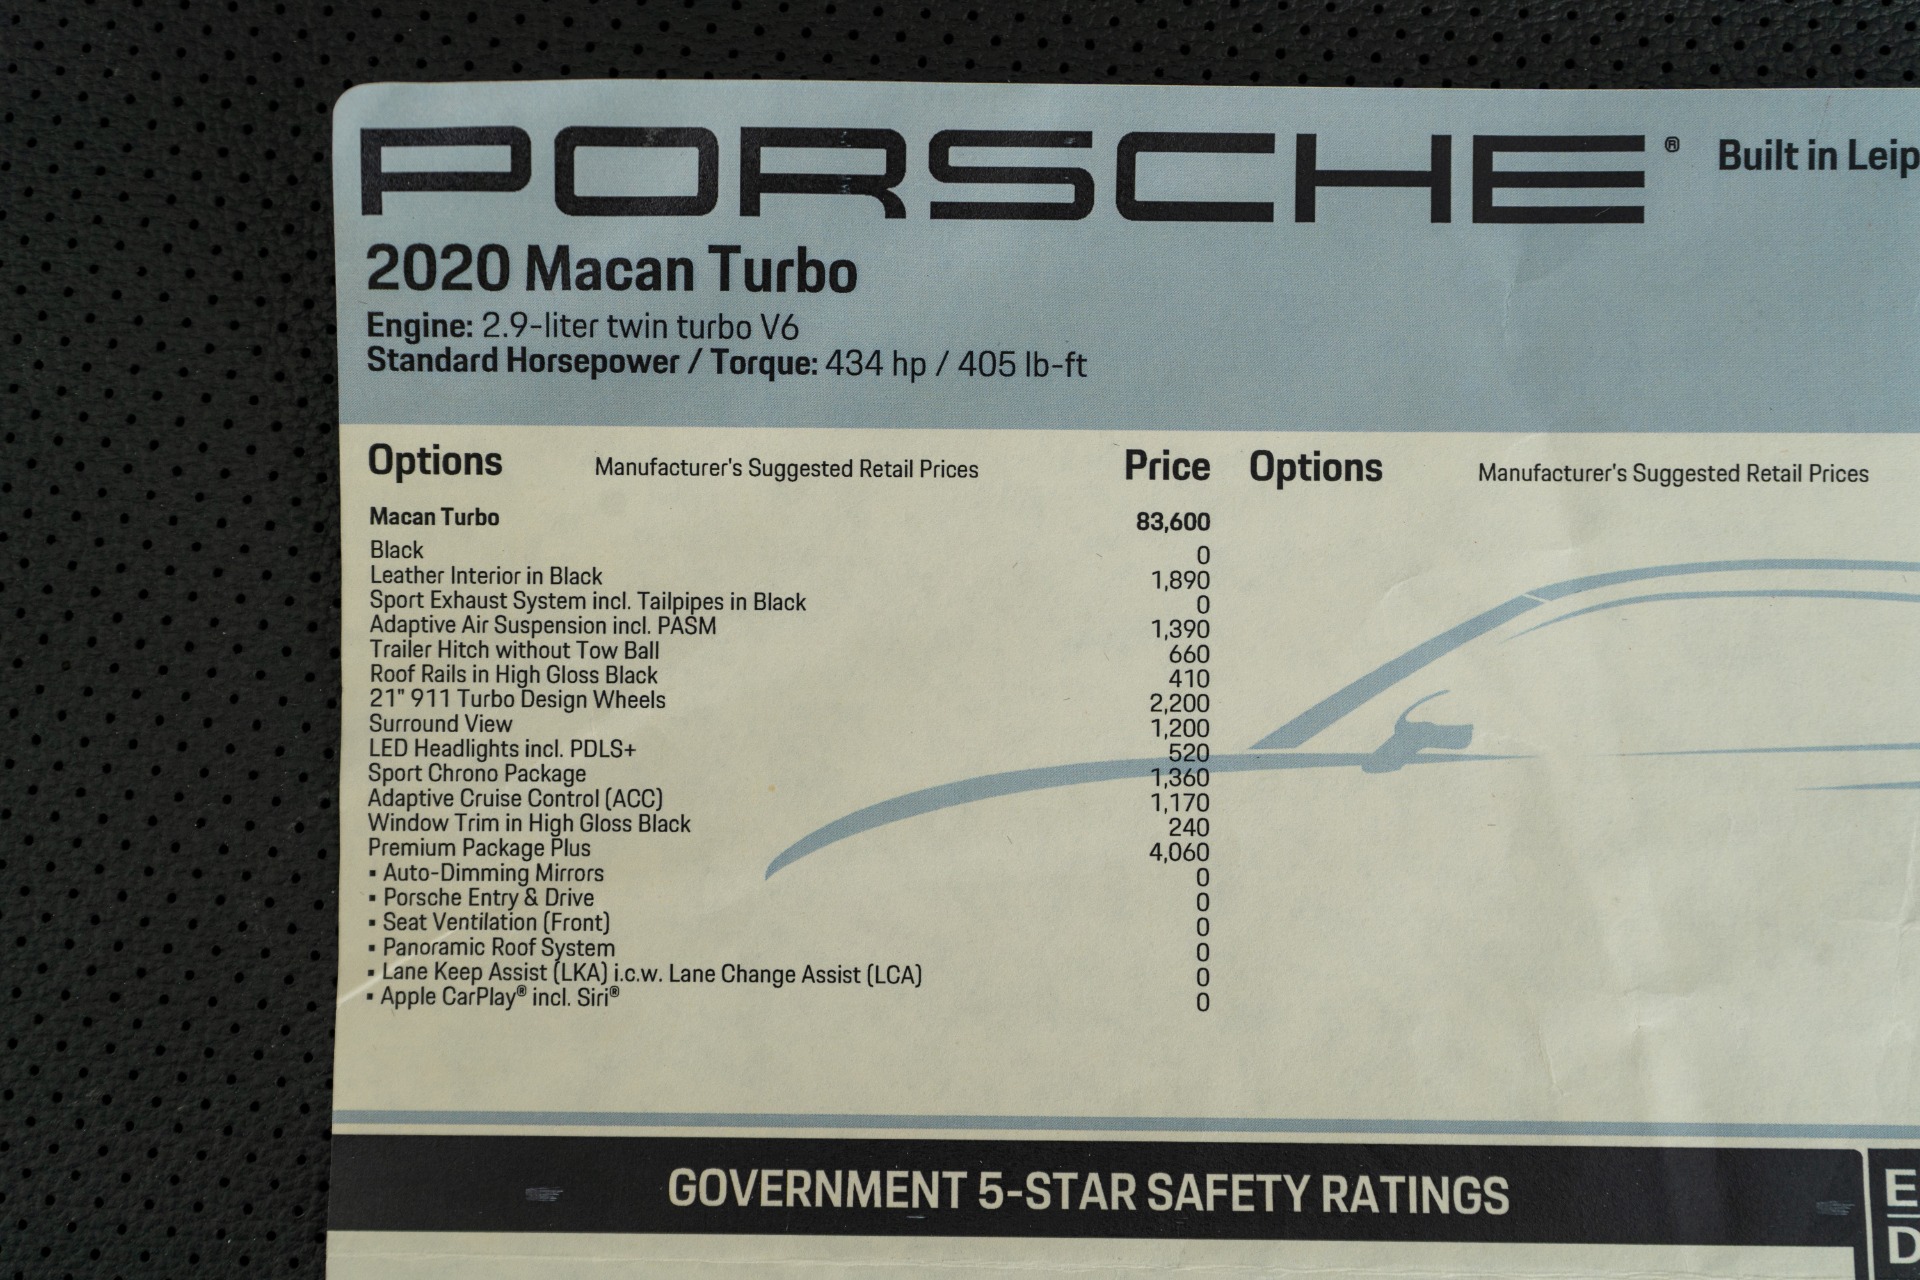 PORSCHE® Built in Leip
2020 Macan Turbo
Engine: 2.9-liter twin turbo V6
Standard Horsepower / Torque: 434 hp / 405 lb-ft
Options Manufacturer's Suggested Retail Prices Price Options Manufacturer's Suggested Retail Prices
Macan Turbo 83,600
Black 0
Leather Interior in Black 1,890
Sport Exhaust System incl. Tailpipes in Black 0
Adaptive Air Suspension incl. PASM 1,390
Trailer Hitch without Tow Ball 660
Roof Rails in High Gloss Black 410
21" 911 Turbo Design Wheels 2,200
Surround View 1,200
LED Headlights incl. PDLS+ 520
Sport Chrono Package 1,360
Adaptive Cruise Control (ACC) 1,170
Window Trim in High Gloss Black 240
Premium Package Plus 4,060
▪ Auto-Dimming Mirrors 0
▪ Porsche Entry & Drive 0
▪ Seat Ventilation (Front) 0
▪ Panoramic Roof System 0
▪ Lane Keep Assist (LKA) i.c.w. Lane Change Assist (LCA) 0
▪ Apple CarPlay® incl. Siri® 0
GOVERNMENT 5-STAR SAFETY RATINGS
E
D